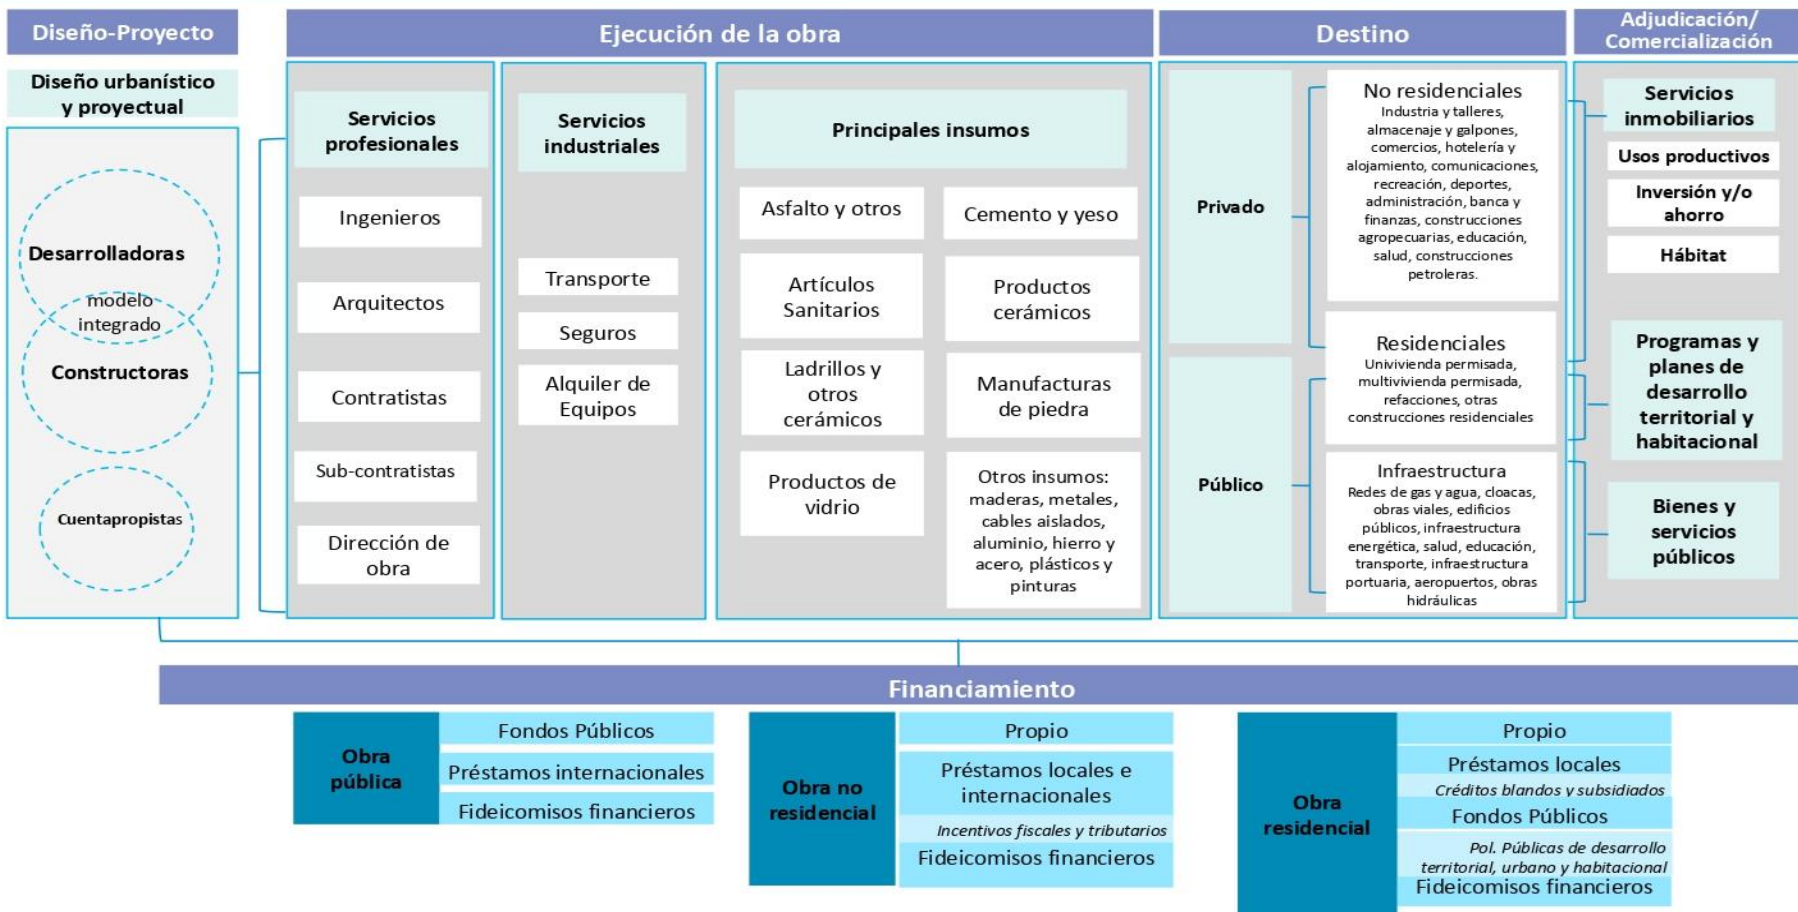 Diseño-Proyecto
Diseño urbanístico
y proyectual
Desarrolladoras
modelo
integrado
Constructoras
Cuentapropistas
Ejecución de la obra
Servicios
profesionales
Ingenieros
Arquitectos
Contratistas
Sub-contratistas
Dirección de
obra
Servicios
industriales
Transporte
Seguros
Alquiler de
Equipos
Principales insumos
Asfalto y otros
Artículos
Sanitarios
Ladrillos y
otros
cerámicos
Productos de
vidrio
Cemento y yeso
Productos
cerámicos
Manufacturas
de piedra
Otros insumos:
maderas, metales,
cables aislados,
aluminio, hierro y
acero, plásticos y
pinturas
Destino
Privado
Público
No residenciales
Industria y talleres,
almacenaje y galpones,
comercios, hotelería y
alojamiento, comunicaciones,
recreación, deportes,
administración, banca y
finanzas, construcciones
agropecuarias, educación,
salud, construcciones
petroleras.
Residenciales
Univivienda permisada,
multivivienda permisada,
refacciones, otras
construcciones residenciales
Infraestructura
Redes de gas y agua, cloacas,
obras viales, edificios
públicos, infraestructura
energética, salud, educación,
transporte, infraestructura
portuaria, aeropuertos, obras
hidráulicas
Adjudicación/
Comercialización
Servicios
inmobiliarios
Usos productivos
Inversión y/o
ahorro
Hábitat
Programas y
planes de
desarrollo
territorial y
habitacional
Bienes y
servicios
públicos
Financiamiento
Obra
pública
Fondos Públicos
Préstamos internacionales
Fideicomisos financieros
Obra no
residencial
Propio
Préstamos locales e
internacionales
Incentivos fiscales y tributarios
Fideicomisos financieros
Obra
residencial
Propio
Préstamos locales
Créditos blandos y subsidiados
Fondos Públicos
Pol. Públicas de desarrollo
territorial, urbano y habitacional
Fideicomisos financieros